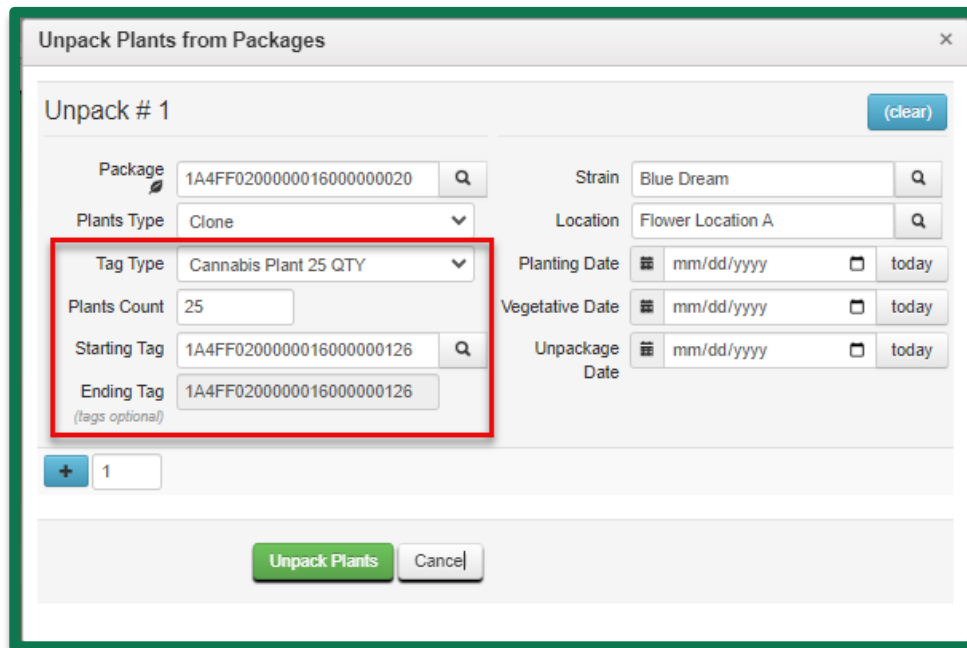 Unpack Plants from Packages ×
Unpack # 1 (clear)
Package 1A4FF0200000016000000020
Strain Blue Dream
Plants Type Clone
Location Flower Location A
Tag Type Cannabis Plant 25 QTY
Planting Date mm/dd/yyyy today
Plants Count 25
Vegetative Date mm/dd/yyyy today
Starting Tag 1A4FF0200000016000000126
Unpackage Date mm/dd/yyyy today
Ending Tag 1A4FF0200000016000000126
(tags optional)
+ 1
Unpack Plants Cancel